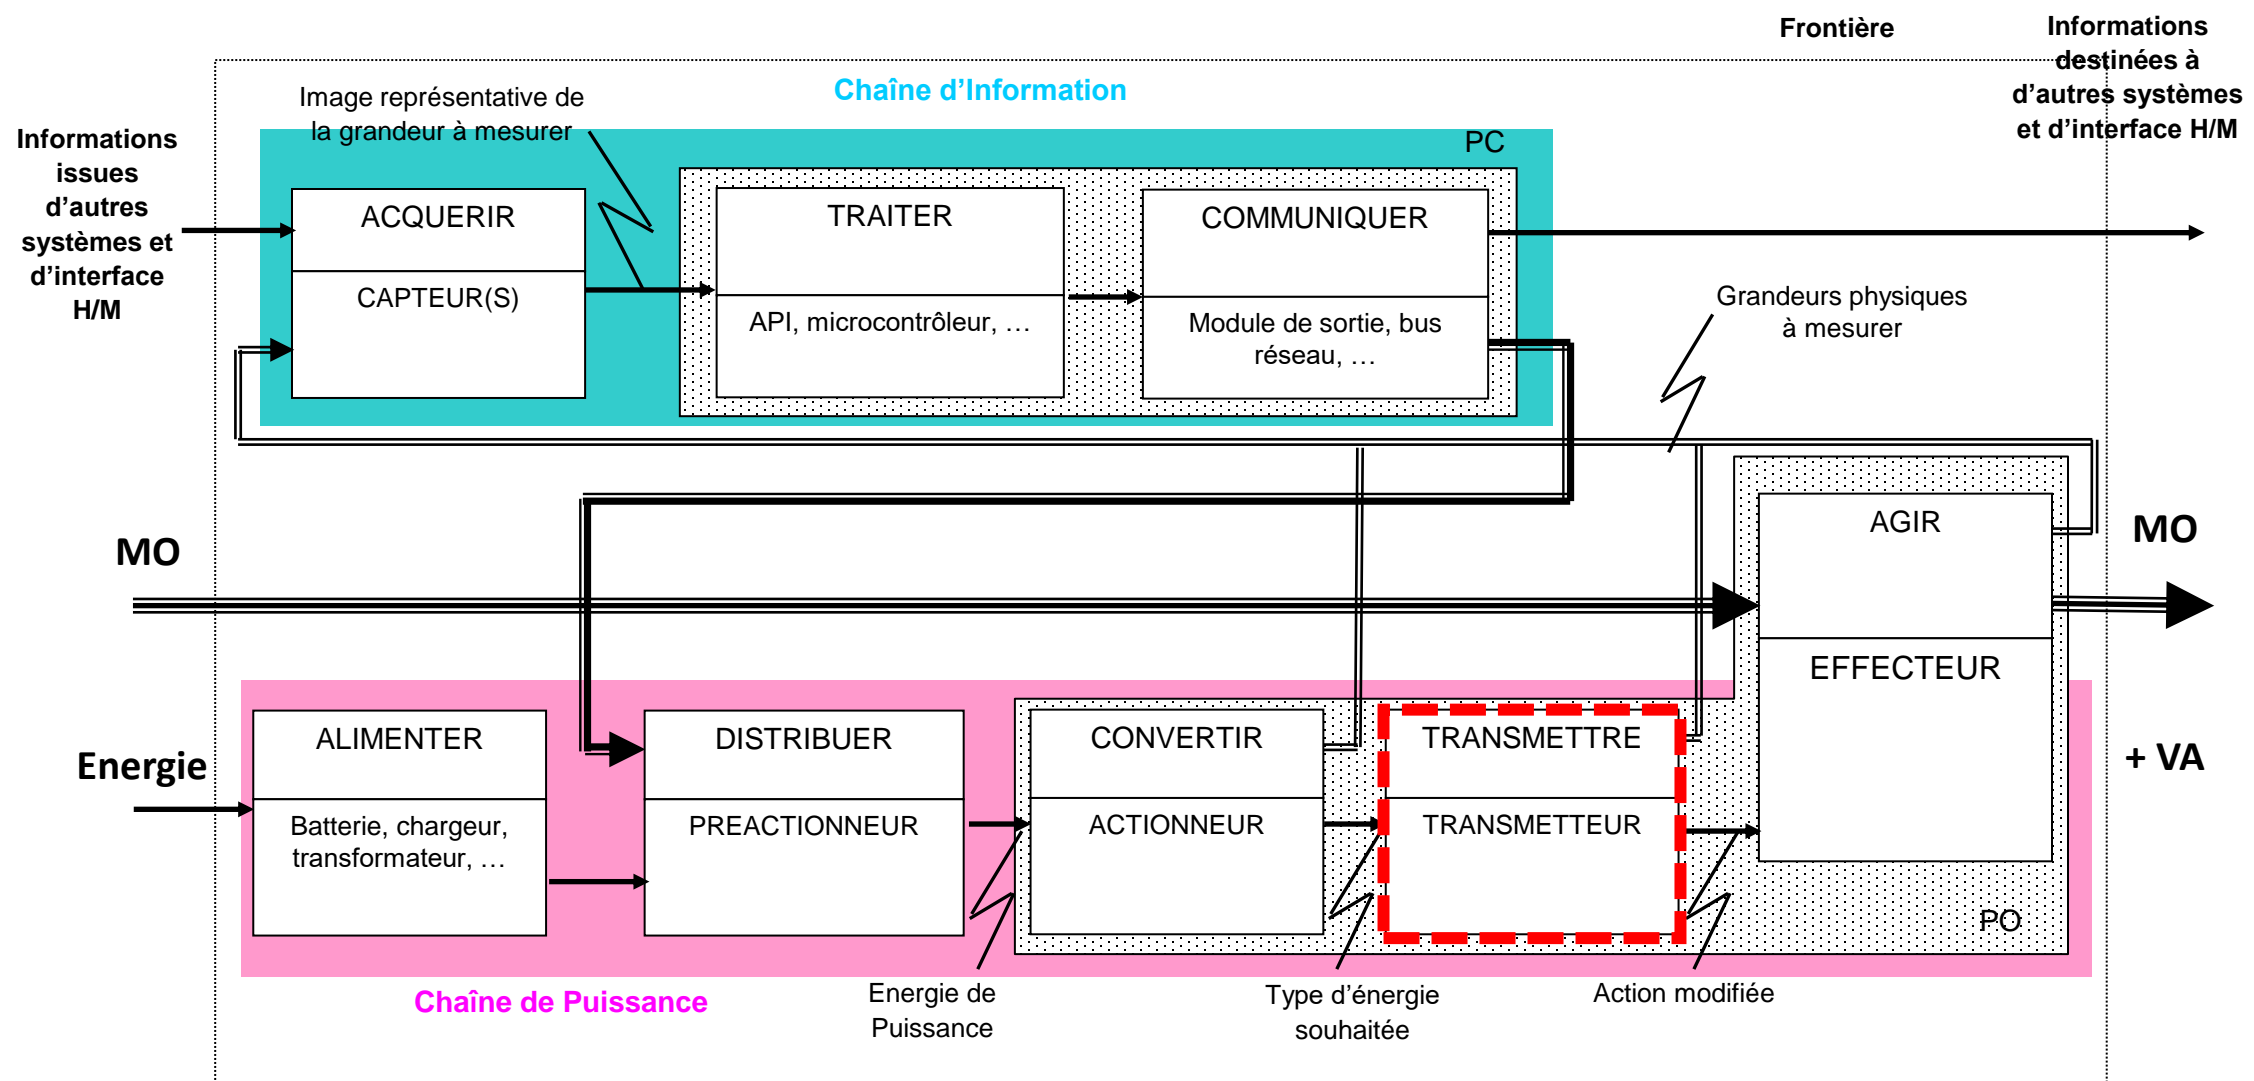 Frontière
Informations
destinées à
d'autres systèmes
et d'interface H/M
Chaîne d'Information
Image représentative de
la grandeur à mesurer
Informations
issues
d'autres
systèmes et
d'interface
H/M
PC
ACQUERIR
CAPTEUR(S)
TRAITER
API, microcontrôleur, …
COMMUNIQUER
Module de sortie, bus
réseau, …
Grandeurs physiques
à mesurer
MO
AGIR
EFFECTEUR
MO
Energie
ALIMENTER
Batterie, chargeur,
transformateur, …
DISTRIBUER
PREACTIONNEUR
CONVERTIR
ACTIONNEUR
TRANSMETTRE
TRANSMETTEUR
+ VA
PO
Chaîne de Puissance
Energie de
Puissance
Type d'énergie
souhaitée
Action modifiée